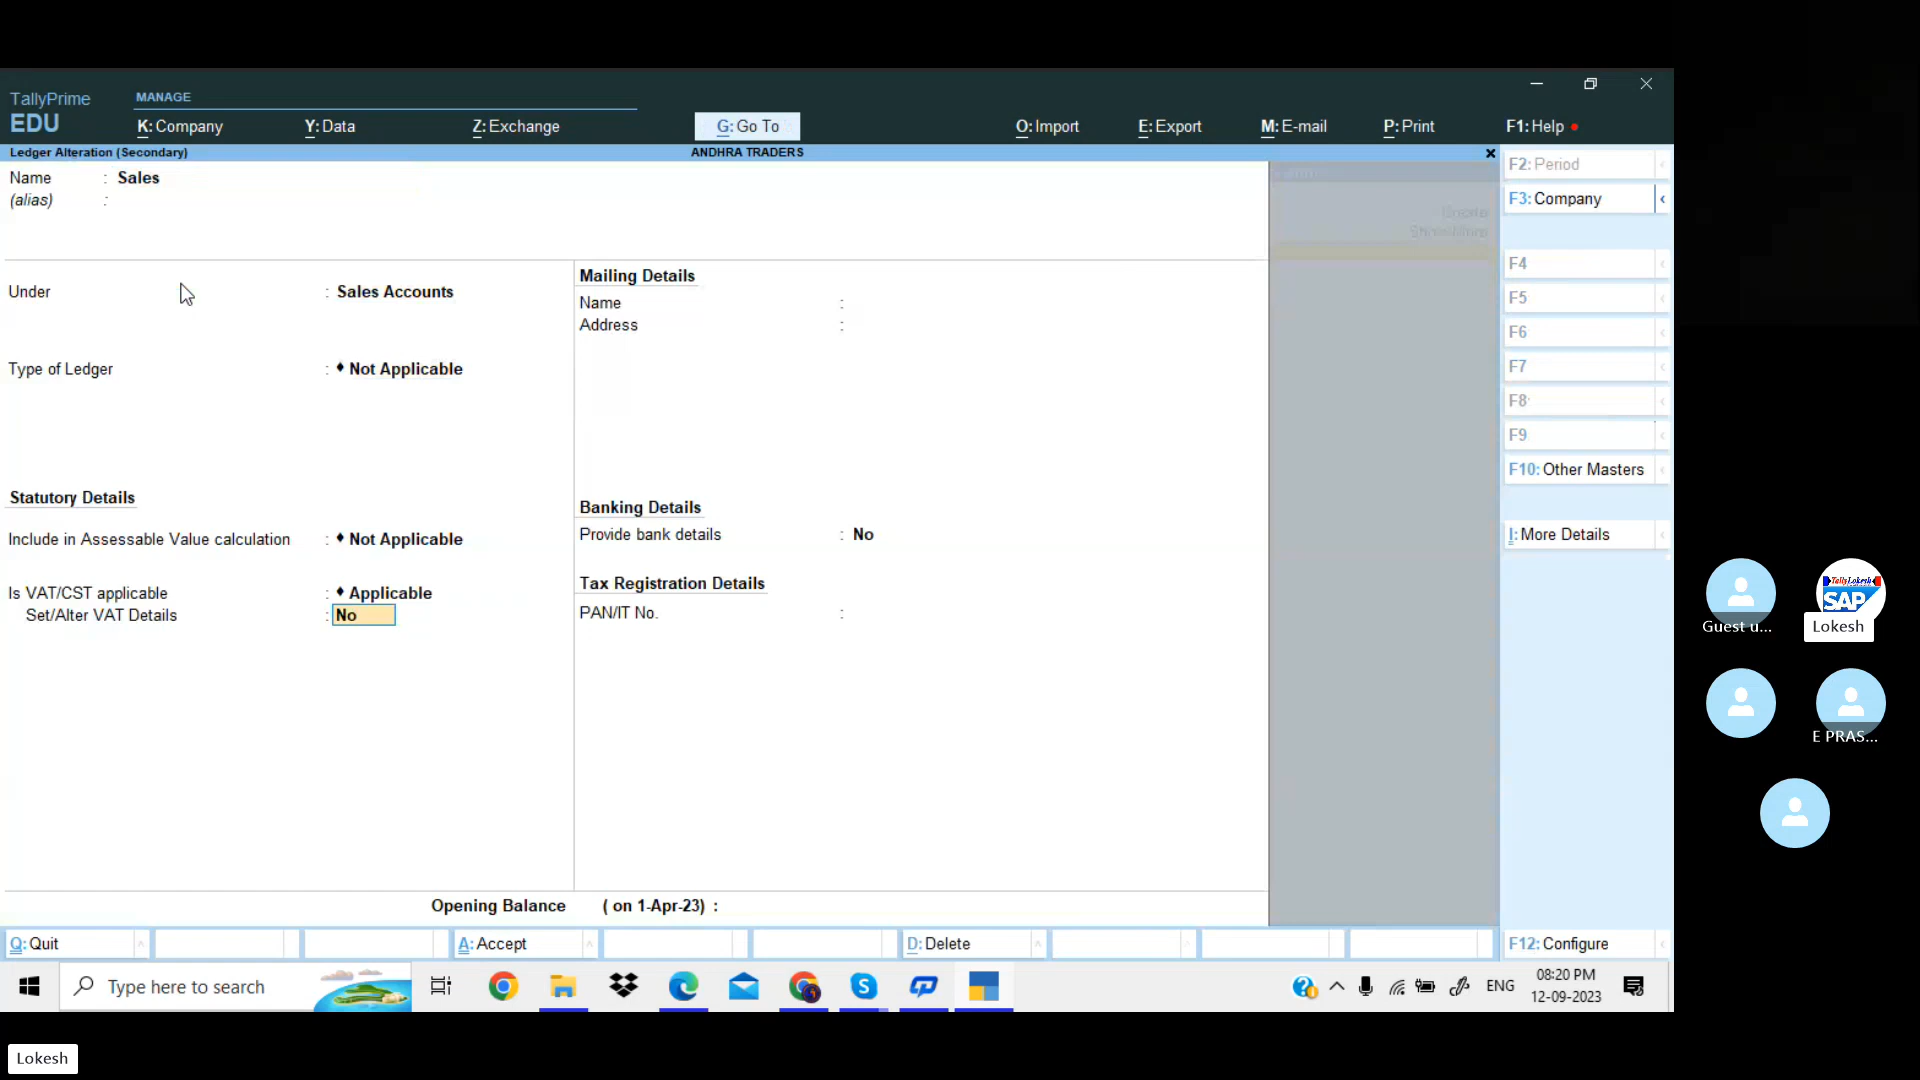 TallyPrime
EDU
MANAGE
K: Company
Y: Data
Z: Exchange
G: Go To
O: Import
E: Export
M: E-mail
P: Print
F1: Help
Ledger Alteration (Secondary)
ANDHRA TRADERS
Name : Sales
(alias) :
Under : Sales Accounts
Type of Ledger : ♦ Not Applicable
Statutory Details
Include in Assessable Value calculation : ♦ Not Applicable
Is VAT/CST applicable : ♦ Applicable
Set/Alter VAT Details : No
Mailing Details
Name :
Address :
Banking Details
Provide bank details : No
Tax Registration Details
PAN/IT No. :
Create
Show More
Opening Balance ( on 1-Apr-23) :
F2: Period
F3: Company
F4
F5
F6
F7
F8
F9
F10: Other Masters
I: More Details
F12: Configure
Q: Quit
A: Accept
D: Delete
Type here to search
ENG
08:20 PM
12-09-2023
Guest u...
TallyLokesh
SAP
Lokesh
E PRAS...
Lokesh